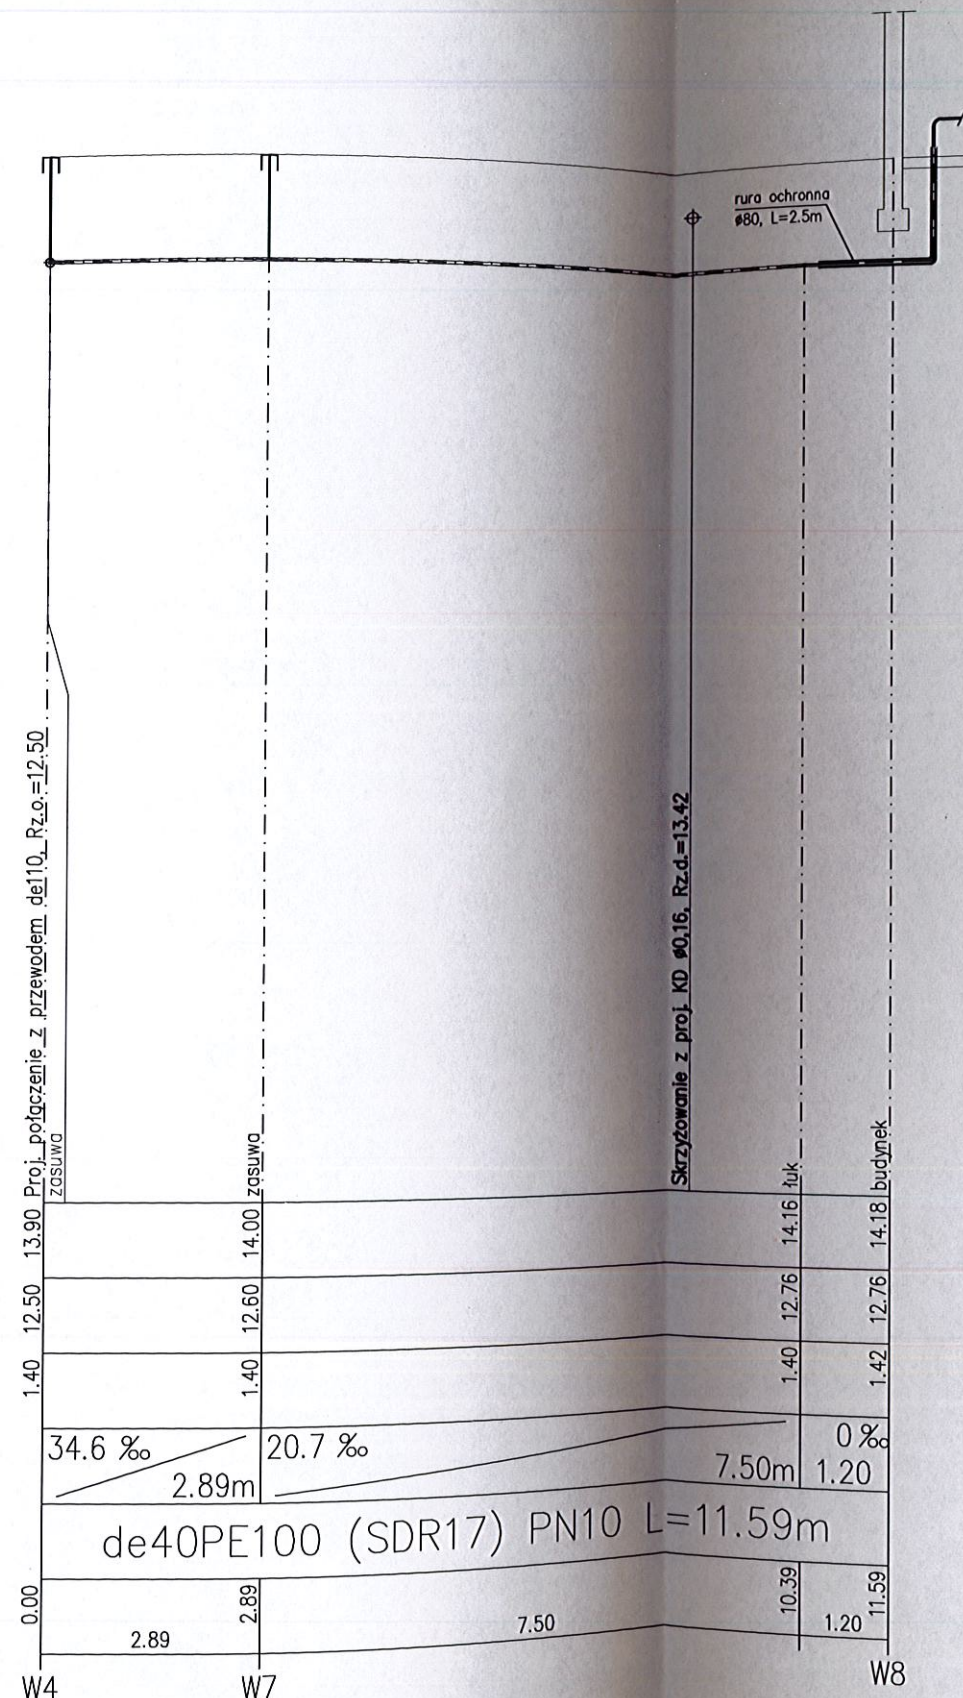 rura ochronna
ø80, L=2.5m
Proj. połączenie z przewodem de110, Rz.o.=12.50
zasuwa
zasuwa
Skrzyżowanie z proj. KD ø0,16, Rz.d.=13.42
łuk
budynek
13.90 14.00 14.16 14.18
12.50 12.60 12.76 12.76
1.40 1.40 1.40 1.42
34.6 ‰ 20.7 ‰ 0‰
2.89m 7.50m 1.20
de40PE100 (SDR17) PN10 L=11.59m
0.00 2.89 10.39 11.59
2.89 7.50 1.20
W4 W7 W8